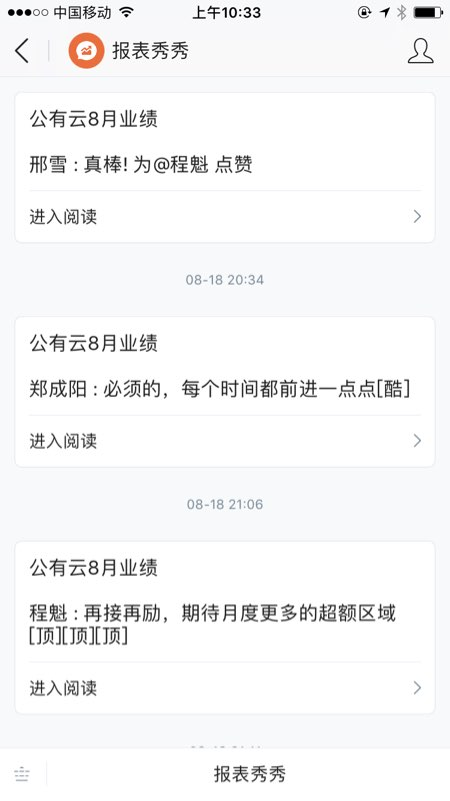 中国移动
上午10:33
报表秀秀
公有云8月业绩
邢雪 : 真棒! 为@程魁 点赞
进入阅读
08-18 20:34
公有云8月业绩
郑成阳 : 必须的，每个时间都前进一点点[酷]
进入阅读
08-18 21:06
公有云8月业绩
程魁 : 再接再励，期待月度更多的超额区域
[顶][顶][顶]
进入阅读
报表秀秀